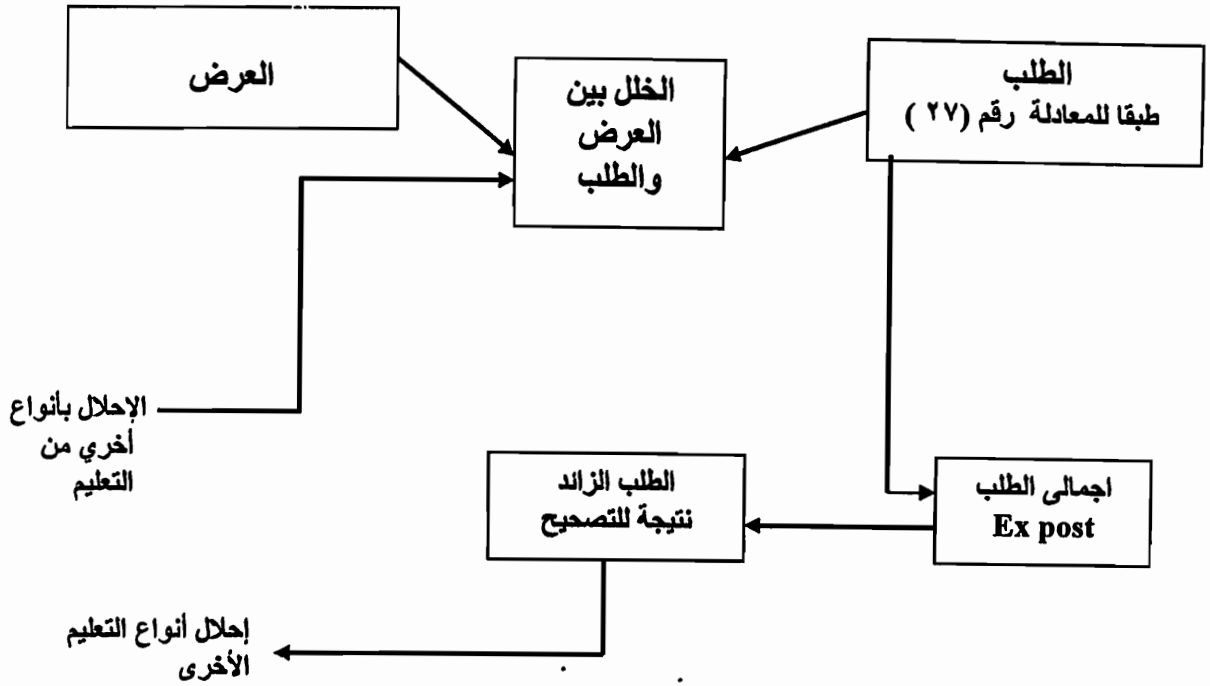 الطلب
طبقا للمعادلة رقم (٢٧ )
الخلل بين
العرض
والطلب
العرض
الإحلال بأنواع
أخري من
التعليم
اجمالى الطلب
Ex post
الطلب الزائد
نتيجة للتصحيح
إحلال أنواع التعليم
الأخرى